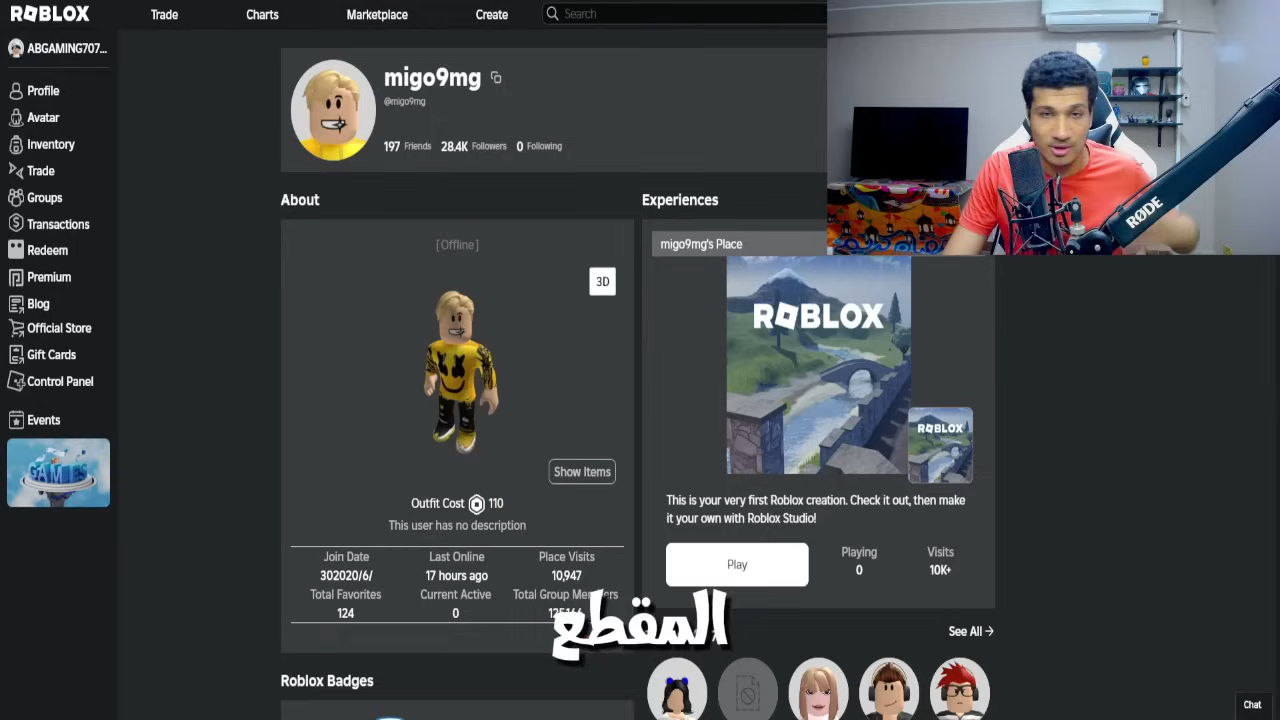 ROBLOX
Trade
Charts
Marketplace
Create
Search
ABGAMING707...
Profile
Avatar
Inventory
Trade
Groups
Transactions
Redeem
Premium
Blog
Official Store
Gift Cards
Control Panel
Events
GAMES
migo9mg
@migo9mg
197 Friends 28.4K Followers 0 Following
About
[Offline]
3D
Show Items
Outfit Cost 110
This user has no description
Join Date Last Online Place Visits
302020/6/ 17 hours ago 10,947
Total Favorites Current Active Total Group Members
124 0
Roblox Badges
Experiences
migo9mg's Place
ROBLOX
ROBLOX
This is your very first Roblox creation. Check it out, then make
it your own with Roblox Studio!
Play
Playing Visits
0 10K+
See All
RØDE
المقطع
Chat